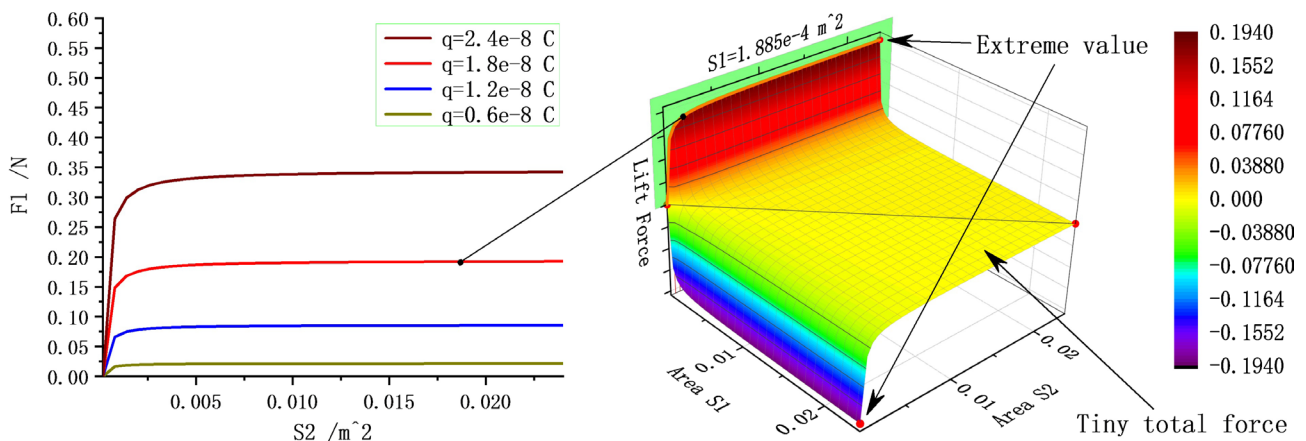 0.60
0.55
0.50
0.45
0.40
0.35
0.30
0.25
0.20
0.15
0.10
0.05
0.00
Fl /N
q=2.4e-8 C
q=1.8e-8 C
q=1.2e-8 C
q=0.6e-8 C
0.005
0.010
0.015
0.020
S2 /m^2
S1=1.885e-4 m^2
Extreme value
Lift Force
0.01
0.02
Area S1
0.01
0.02
Area S2
Tiny total force
0.1940
0.1552
0.1164
0.07760
0.03880
0.000
-0.03880
-0.07760
-0.1164
-0.1552
-0.1940